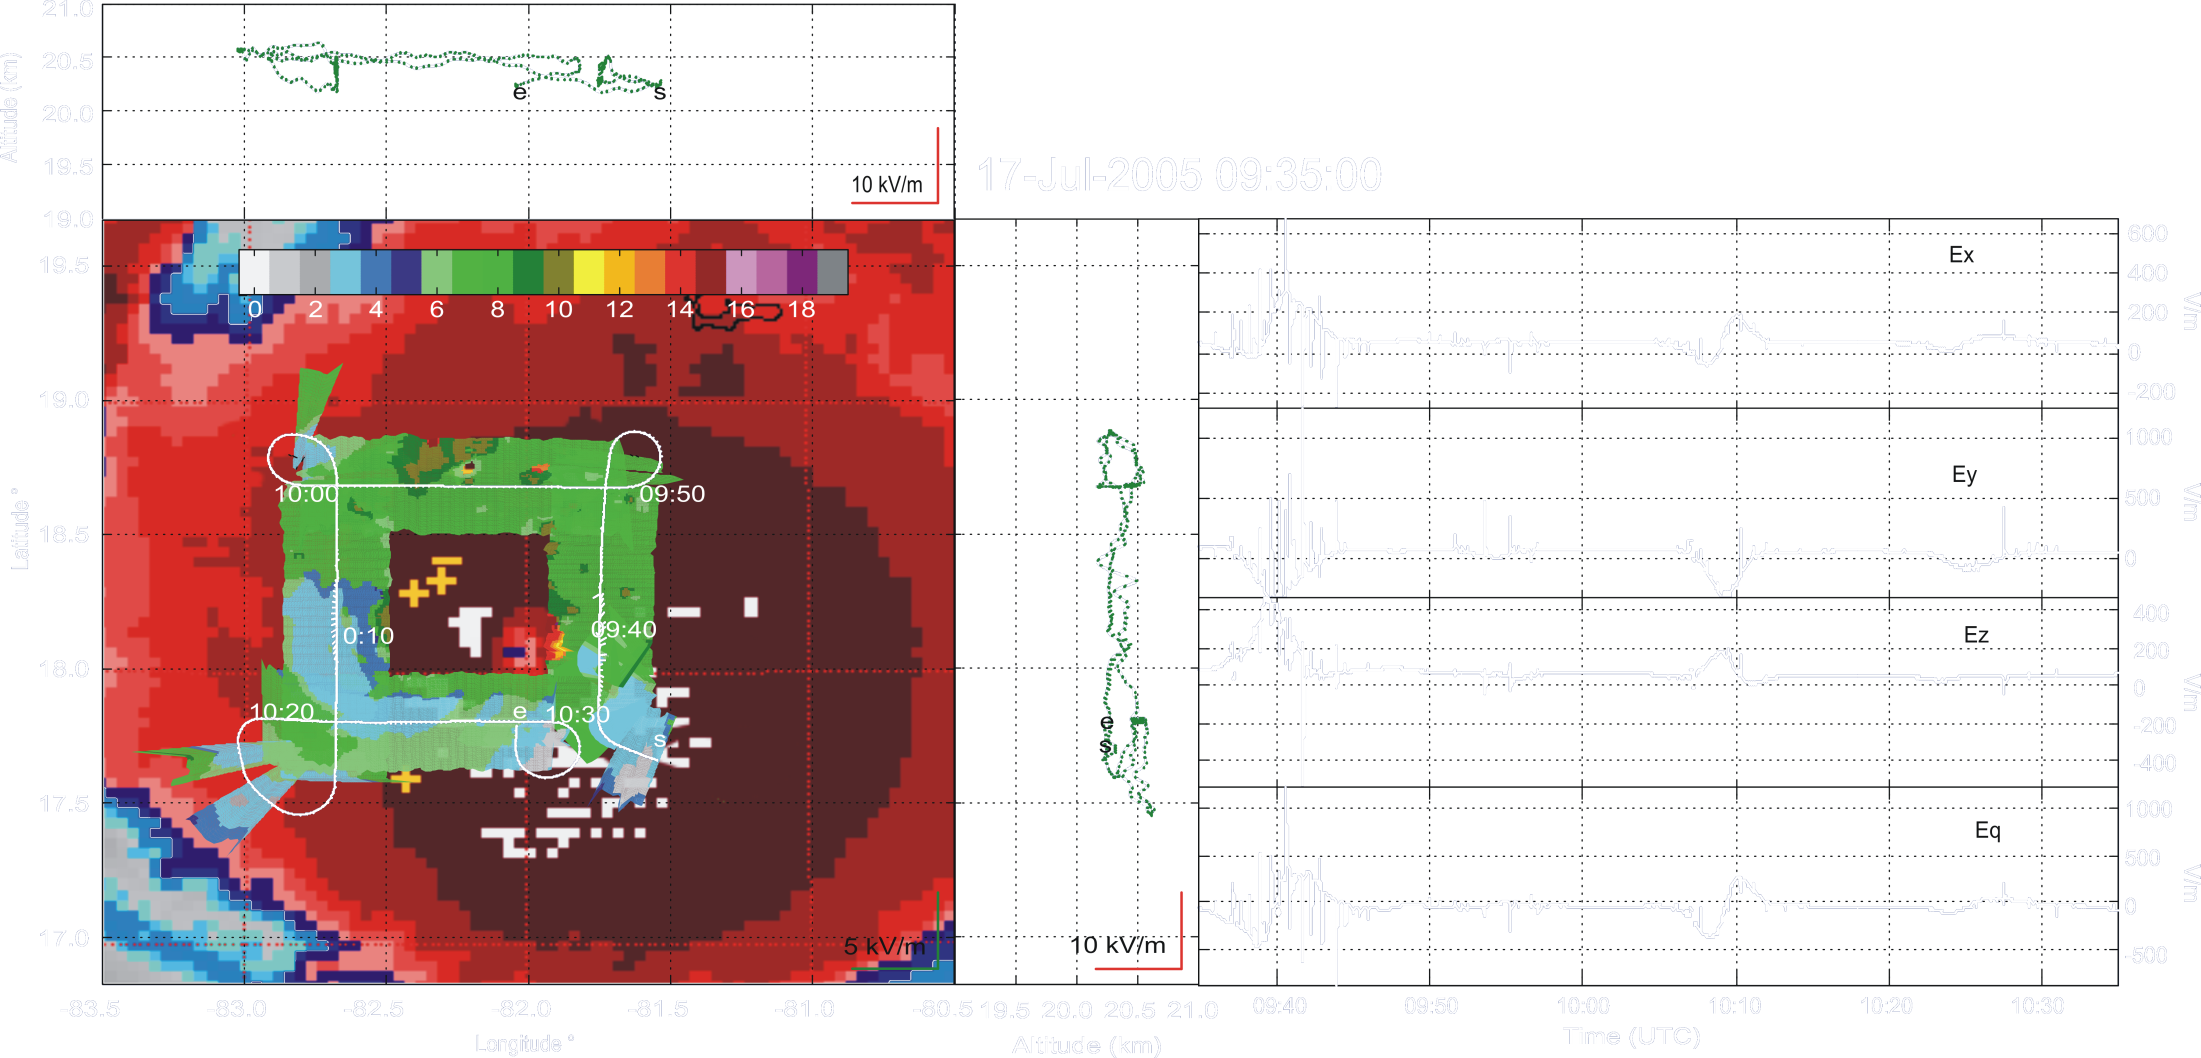 21.0
20.5
20.0
19.5
19.0
Altitude (km)
e
s
10 kV/m
17-Jul-2005 09:35:00
0 2 4 6 8 10 12 14 16 18
19.5
19.0
18.5
18.0
17.5
17.0
Latitude °
10:00
09:50
0:10
09:40
10:20
e
10:30
s
5 kV/m
-83.5 -83.0 -82.5 -82.0 -81.5 -81.0 -80.5
Longitude °
e
s
10 kV/m
19.5 20.0 20.5 21.0
Altitude (km)
Ex
600
400
200
0
-200
V/m
Ey
1000
500
0
V/m
Ez
400
200
0
-200
-400
V/m
Eq
1000
500
0
-500
V/m
09:40 09:50 10:00 10:10 10:20 10:30
Time (UTC)